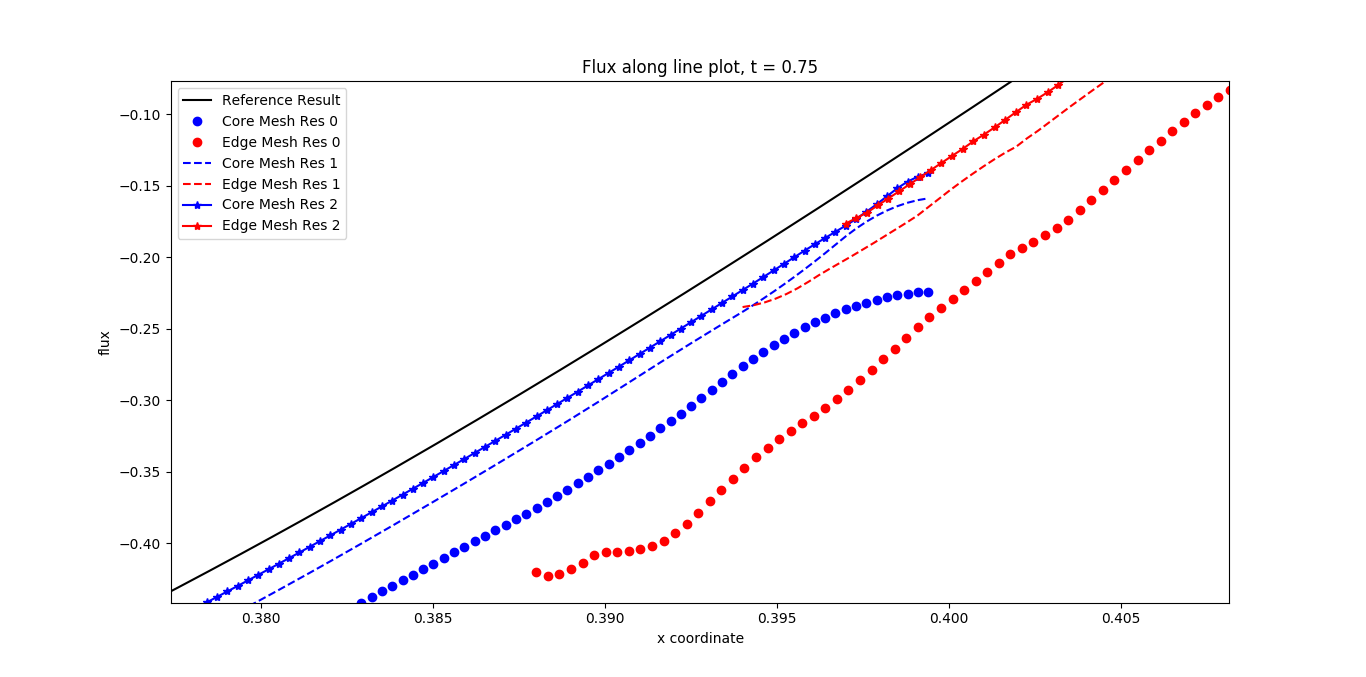 Flux along line plot, t = 0.75
Reference Result
Core Mesh Res 0
Edge Mesh Res 0
Core Mesh Res 1
Edge Mesh Res 1
Core Mesh Res 2
Edge Mesh Res 2
−0.10
−0.15
−0.20
−0.25
−0.30
−0.35
−0.40
flux
0.380 0.385 0.390 0.395 0.400 0.405
x coordinate